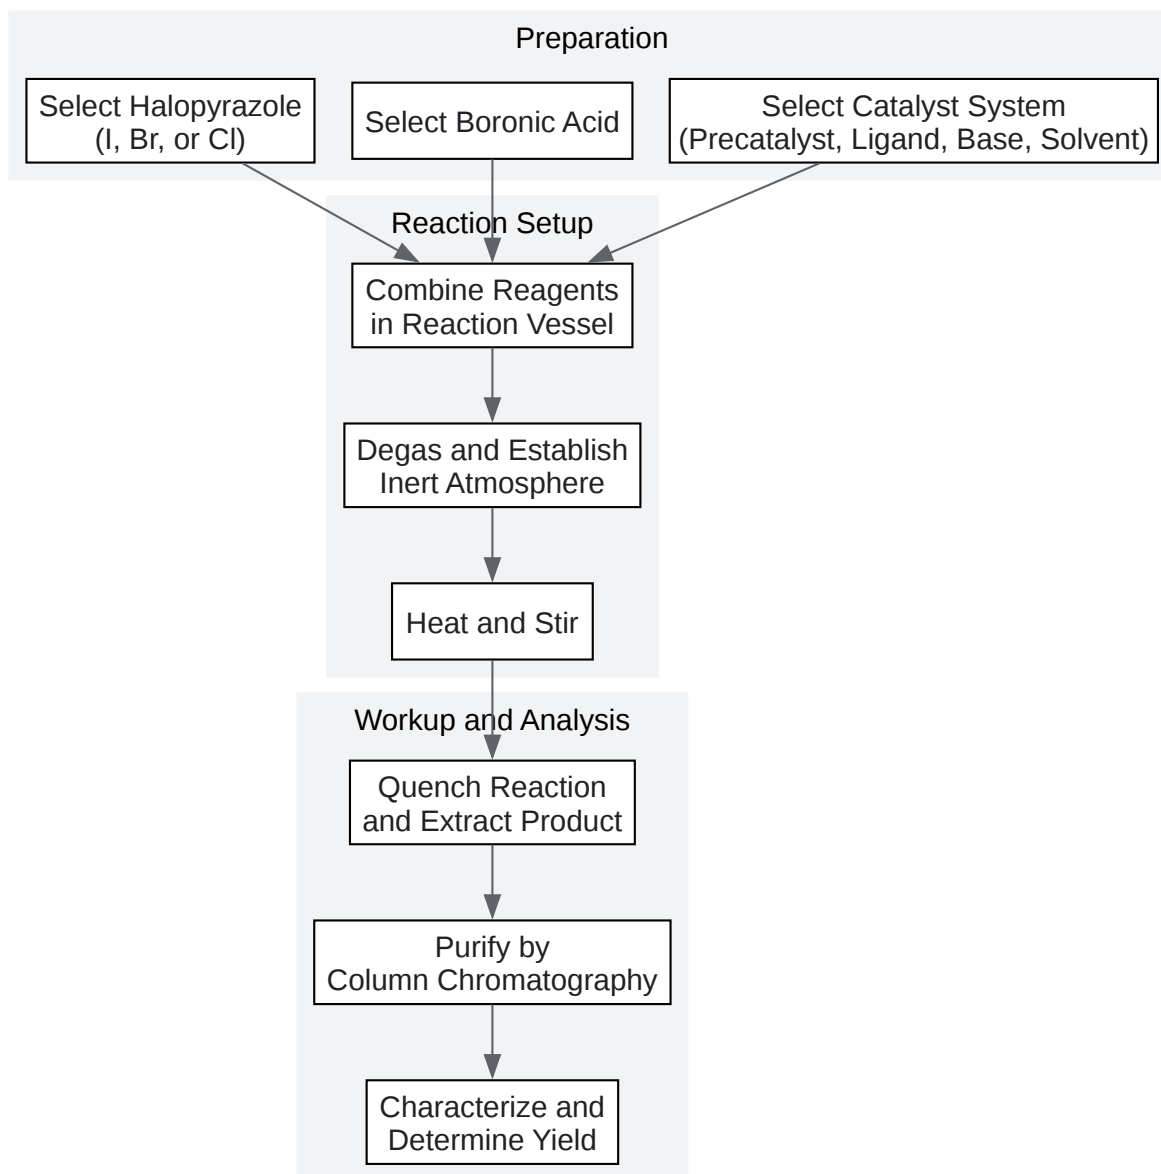 Preparation
Select Halopyrazole
(I, Br, or Cl)
Select Boronic Acid
Select Catalyst System
(Precatalyst, Ligand, Base, Solvent)
Reaction Setup
Combine Reagents
in Reaction Vessel
Degas and Establish
Inert Atmosphere
Heat and Stir
Workup and Analysis
Quench Reaction
and Extract Product
Purify by
Column Chromatography
Characterize and
Determine Yield